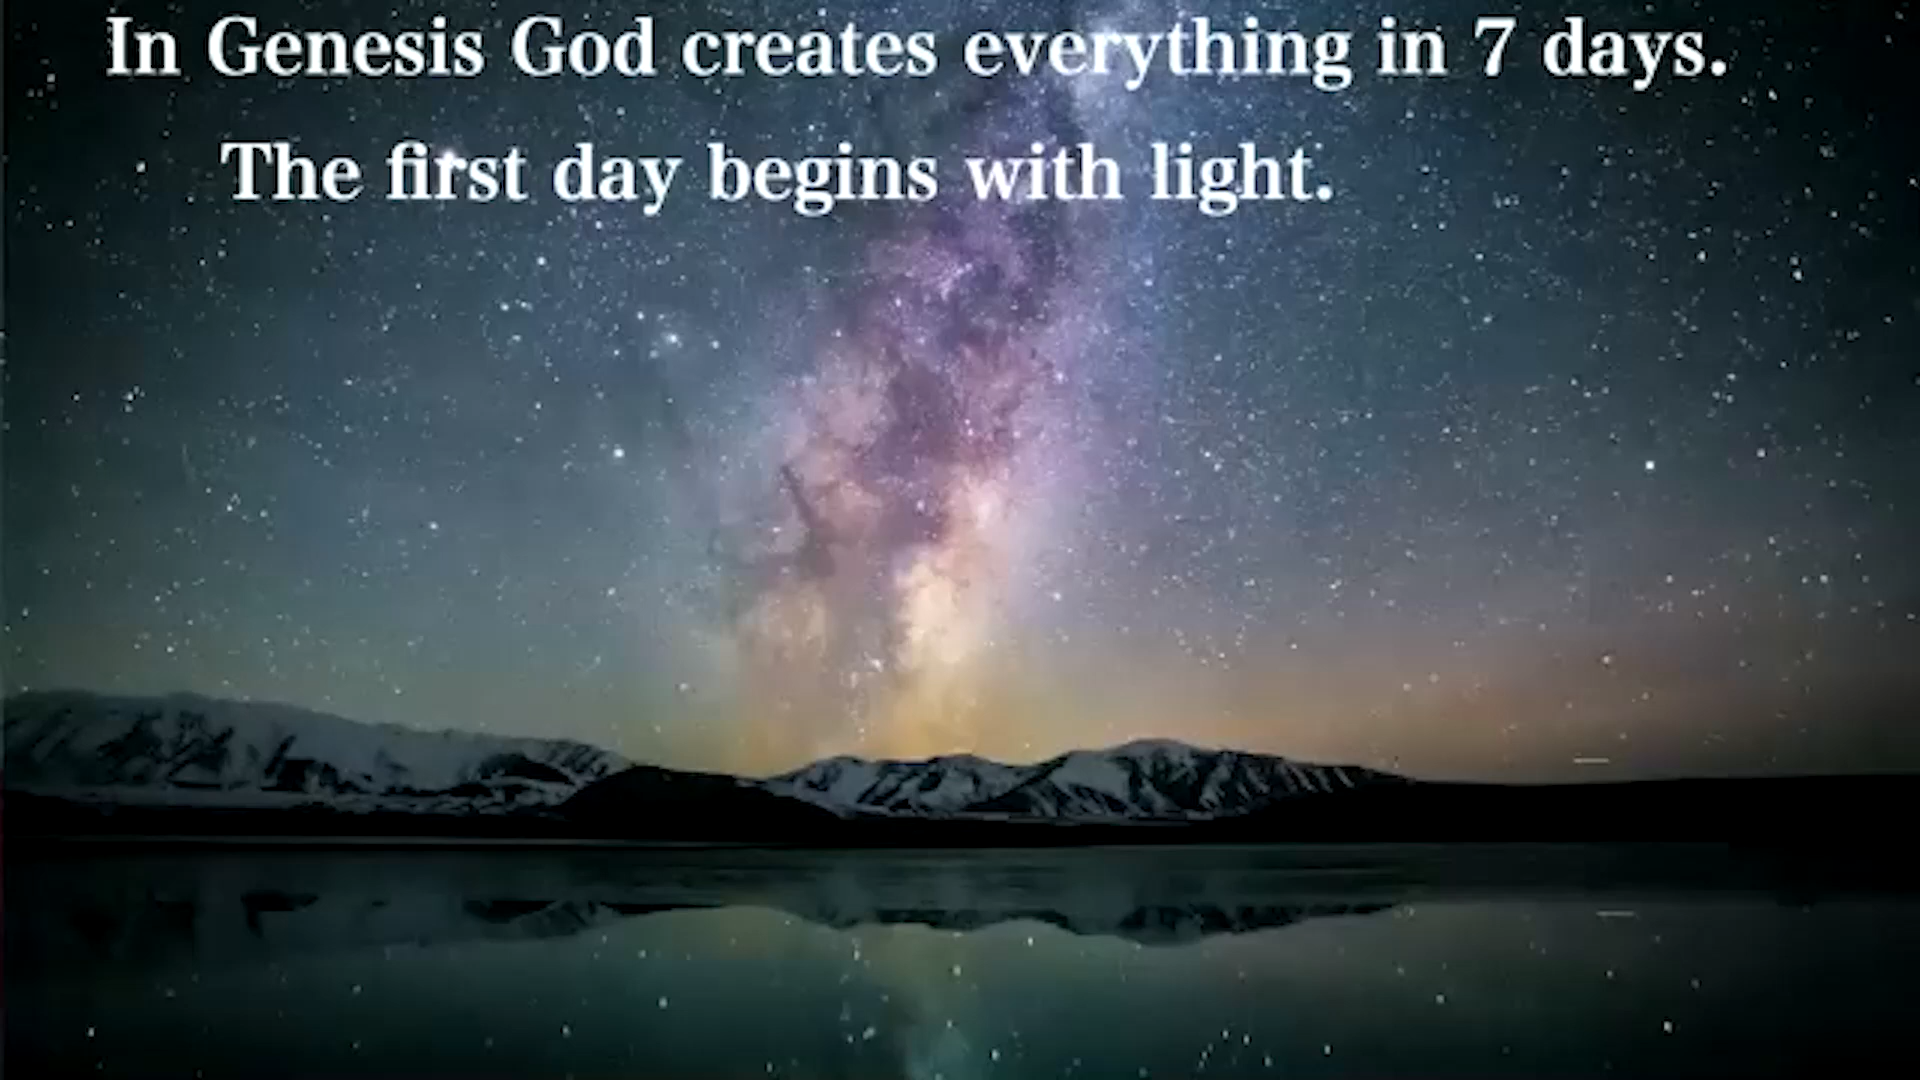 In Genesis God creates everything in 7 days.
The first day begins with light.